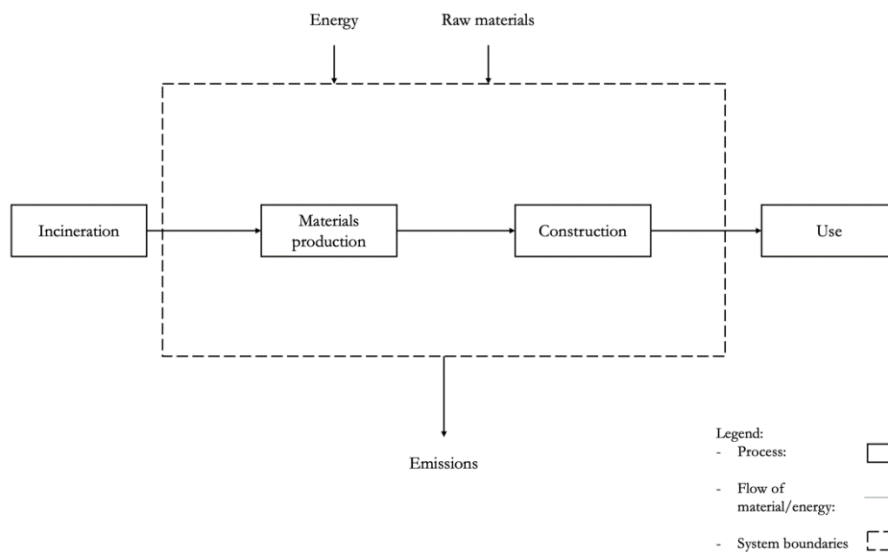 Energy
Raw materials
Incineration
Materials
production
Construction
Use
Emissions
Legend:
- Process:
- Flow of
material/energy:
- System boundaries